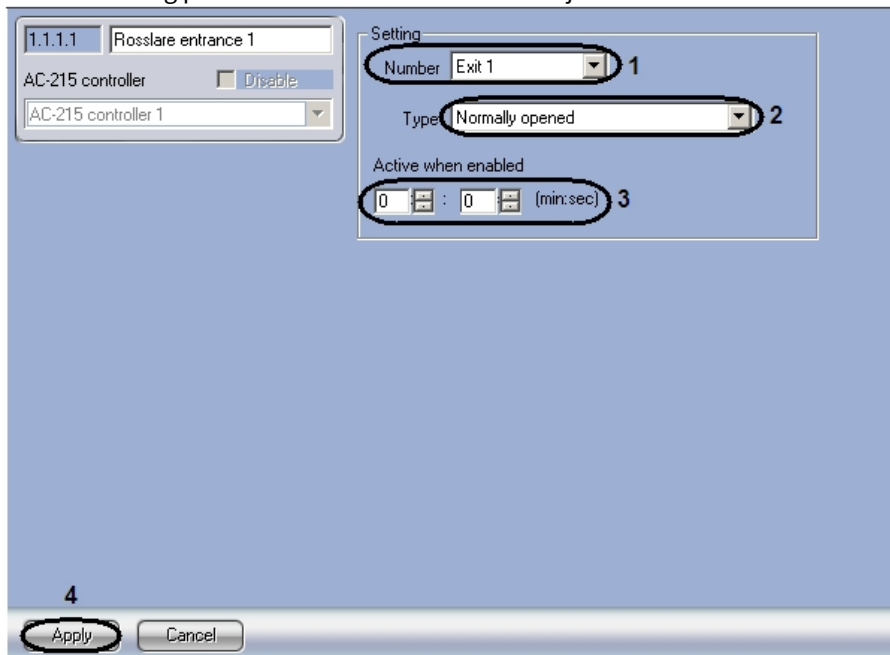 1.1.1.1 Rosslare entrance 1
AC-215 controller Disable
AC-215 controller 1
Setting
Number Exit 1 1
Type Normally opened 2
Active when enabled
0 : 0 (min:sec) 3
4
Apply Cancel